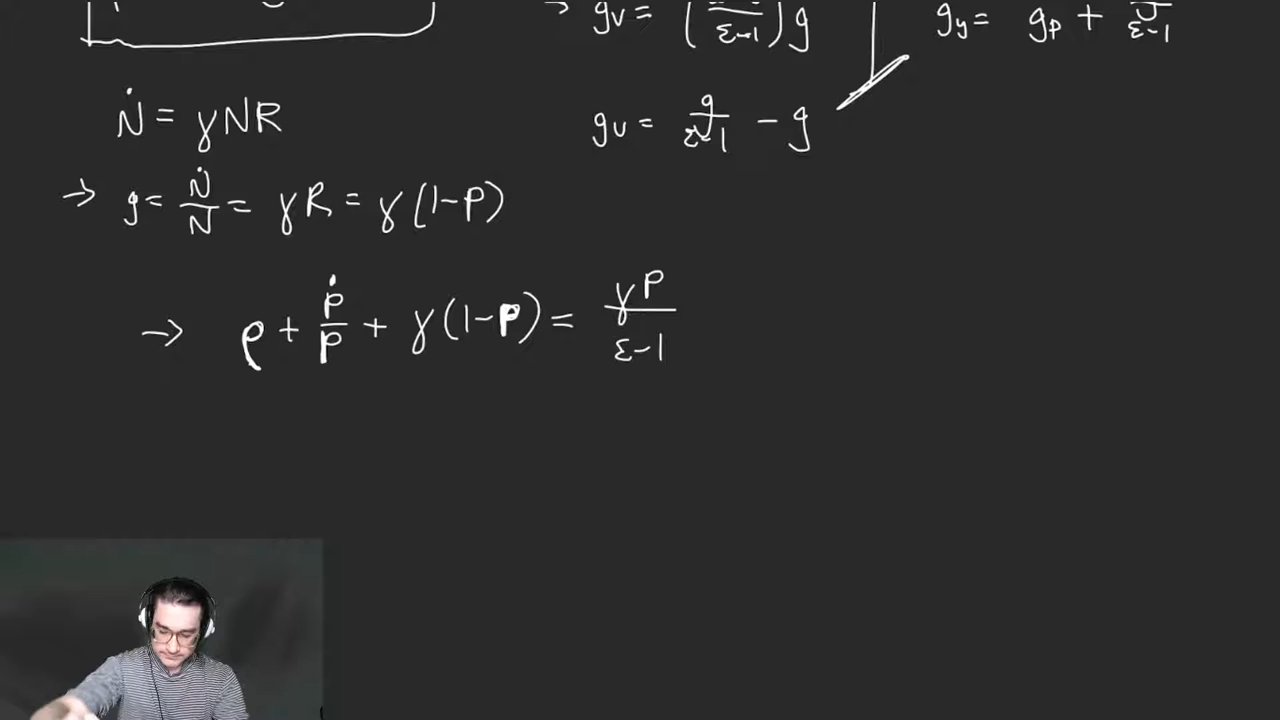 → gv = (/ε-1) g
gy = gp + g/ε-1
Ṅ = γNR
gv = g/ε-1 - g
→ g = Ṅ/N = γR = γ(1-P)
→ ρ + Ṗ/P + γ(1-P) = γP/ε-1